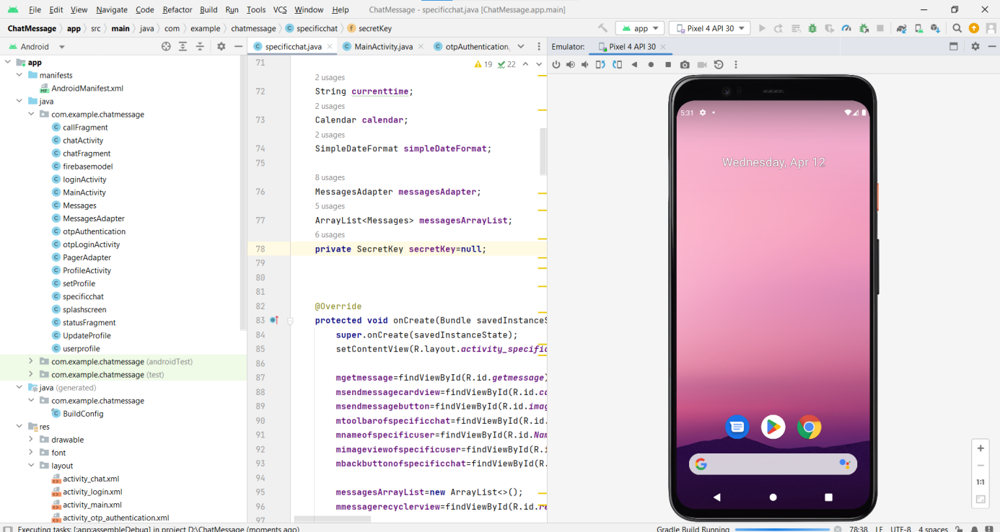 File Edit View Navigate Code Refactor Build Run Tools VCS Window Help ChatMessage - specificchat.java [ChatMessage.app.main]
ChatMessage app src main java com example chatmessage specificchat secretKey app Pixel 4 API 30
Android specificchat.java MainActivity.java otpAuthentication. Emulator: Pixel 4 API 30
app
manifests
AndroidManifest.xml
java
com.example.chatmessage
callFragment
chatActivity
chatFragment
firebasemodel
loginActivity
MainActivity
Messages
MessagesAdapter
otpAuthentication
otpLoginActivity
PagerAdapter
ProfileActivity
setProfile
specificchat
splashscreen
statusFragment
UpdateProfile
userprofile
com.example.chatmessage (androidTest)
com.example.chatmessage (test)
java (generated)
com.example.chatmessage
BuildConfig
res
drawable
font
layout
activity_chat.xml
activity_login.xml
activity_main.xml
activity_otp_authentication.xml
71 19 22
2 usages
72 String currenttime;
2 usages
73 Calendar calendar;
2 usages
74 SimpleDateFormat simpleDateFormat;
75
8 usages
76 MessagesAdapter messagesAdapter;
5 usages
77 ArrayList<Messages> messagesArrayList;
6 usages
78 private SecretKey secretKey=null;
79
80
81
82 @Override
83 protected void onCreate(Bundle savedInstanceS
84 super.onCreate(savedInstanceState);
85 setContentView(R.layout.activity_specific
86
87 mgetmessage=findViewById(R.id.getmessage)
88 msendmessagecardview=findViewById(R.id.ca
89 msendmessagebutton=findViewById(R.id.imag
90 mtoolbarofspecificchat=findViewById(R.id.
91 mnameofspecificuser=findViewById(R.id.Nam
92 mimageviewofspecificuser=findViewById(R.i
93 mbackbuttonofspecificchat=findViewById(R.
94
95 messagesArrayList=new ArrayList<>();
96 mmessagerecyclerview=findViewById(R.id.re
97
5:31
Wednesday, Apr 12
1:1
Executing tasks: [:app:assembleDebug] in project D:\ChatMessage (moments ago) Gradle Build Running 78:38 LF UTF-8 4 spaces